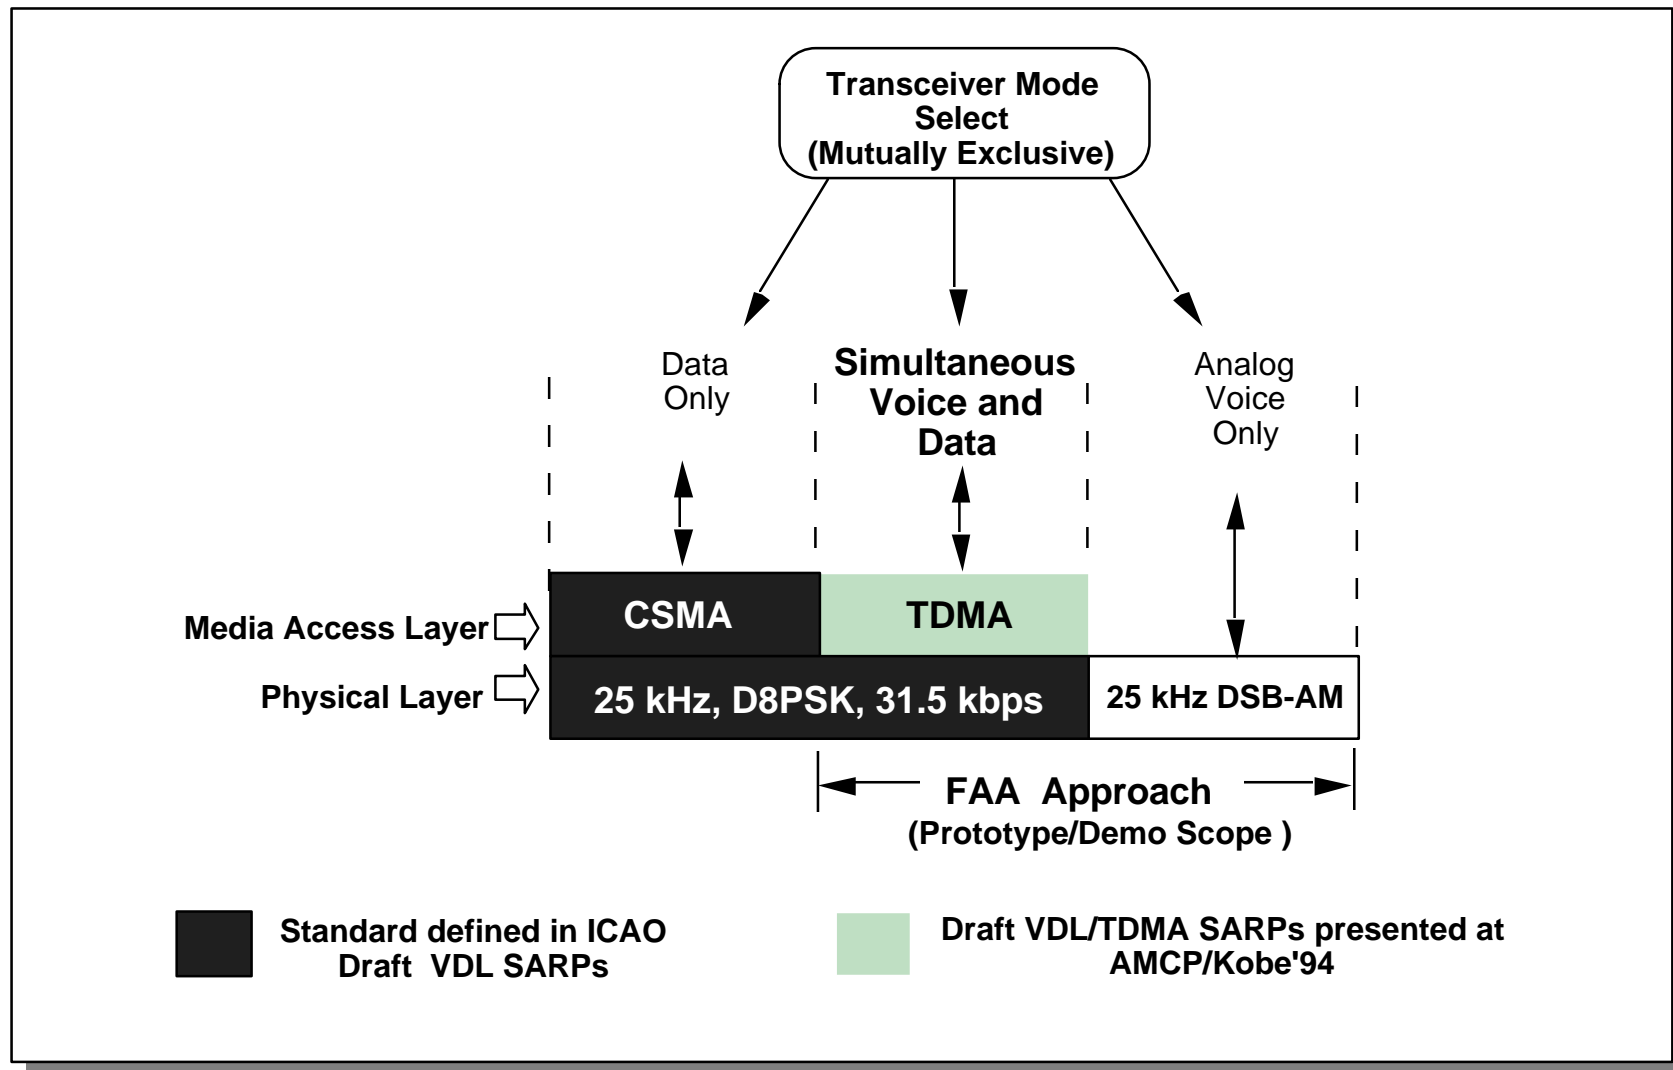 Transceiver Mode
Select
(Mutually Exclusive)
Data
Only
Simultaneous
Voice and
Data
Analog
Voice
Only
Media Access Layer
CSMA
TDMA
Physical Layer
25 kHz, D8PSK, 31.5 kbps
25 kHz DSB-AM
FAA Approach
(Prototype/Demo Scope )
Standard defined in ICAO
Draft VDL SARPs
Draft VDL/TDMA SARPs presented at
AMCP/Kobe'94